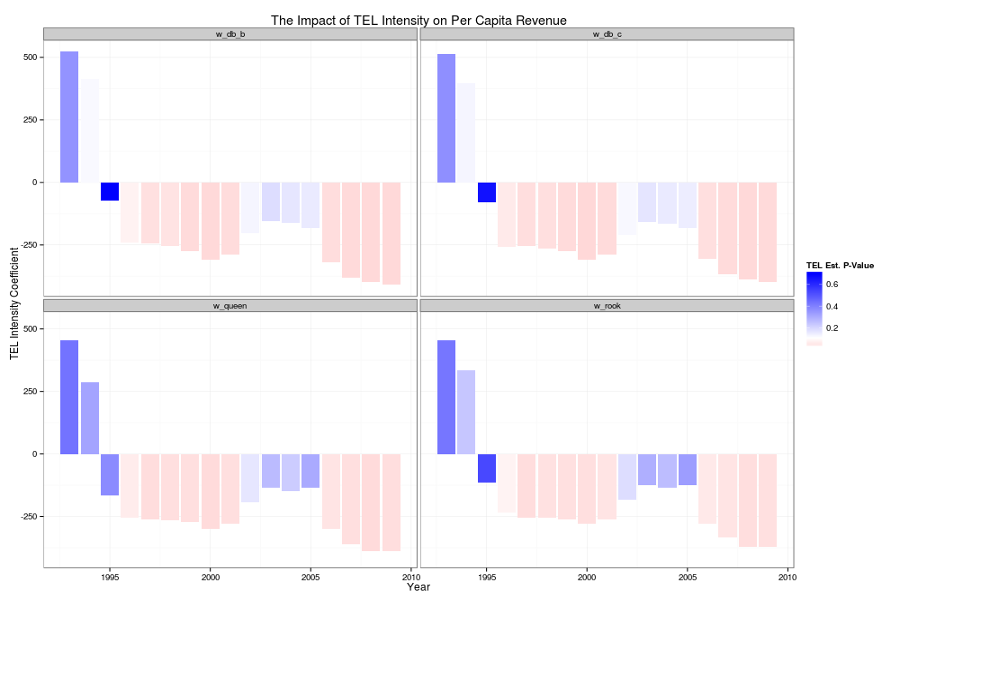 The Impact of TEL Intensity on Per Capita Revenue
w_db_b
w_db_c
500
250
0
-250
w_queen
w_rook
500
250
0
-250
TEL Intensity Coefficient
1995
2000
2005
2010
1995
2000
2005
2010
Year
TEL Est. P-Value
0.6
0.4
0.2